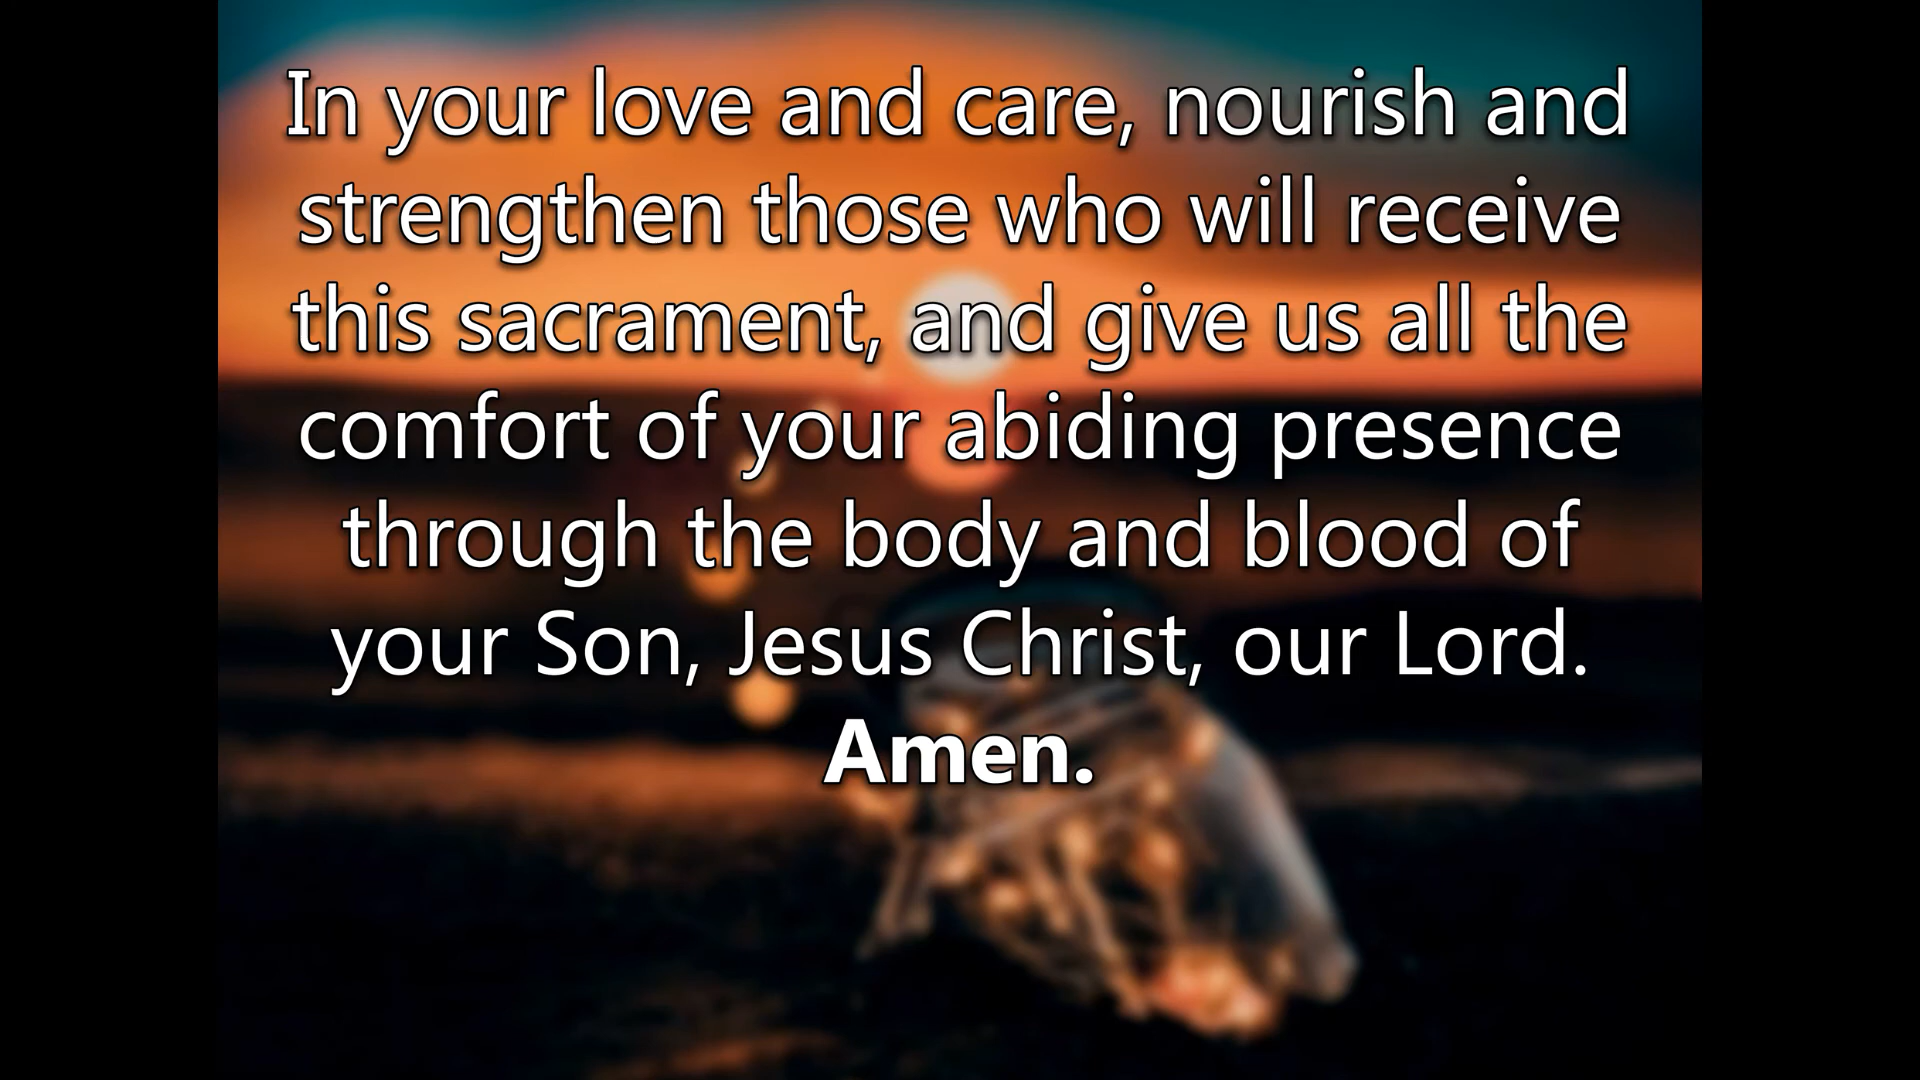 In your love and care, nourish and
strengthen those who will receive
this sacrament, and give us all the
comfort of your abiding presence
through the body and blood of
your Son, Jesus Christ, our Lord.
Amen.